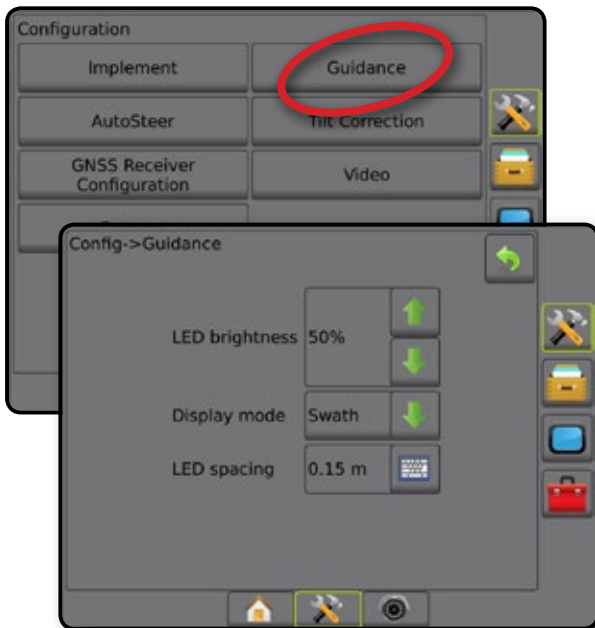 Configuration
Implement
Guidance
AutoSteer
Tilt Correction
GNSS Receiver
Configuration
Video
Config->Guidance
LED brightness 50%
Display mode Swath
LED spacing 0.15 m